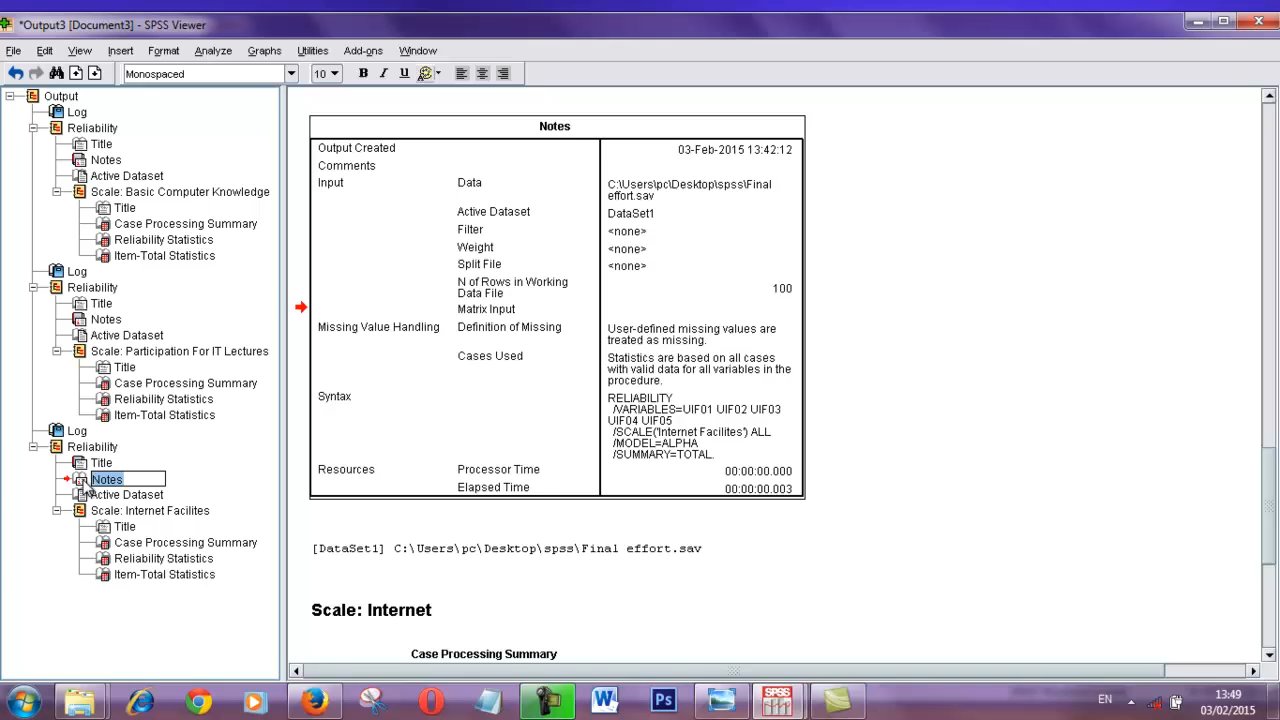 *Output3 [Document3] - SPSS Viewer
File Edit View Insert Format Analyze Graphs Utilities Add-ons Window
Monospaced 10 B I U
Output
Log
Reliability
Title
Notes
Active Dataset
Scale: Basic Computer Knowledge
Title
Case Processing Summary
Reliability Statistics
Item-Total Statistics
Log
Reliability
Title
Notes
Active Dataset
Scale: Participation For IT Lectures
Title
Case Processing Summary
Reliability Statistics
Item-Total Statistics
Log
Reliability
Title
Notes
Active Dataset
Scale: Internet Facilites
Title
Case Processing Summary
Reliability Statistics
Item-Total Statistics
Notes
Output Created 03-Feb-2015 13:42:12
Comments
Input Data C:\Users\pc\Desktop\spss\Final
effort.sav
Active Dataset DataSet1
Filter <none>
Weight <none>
Split File <none>
N of Rows in Working
Data File 100
Matrix Input
Missing Value Handling Definition of Missing User-defined missing values are
treated as missing.
Cases Used Statistics are based on all cases
with valid data for all variables in the
procedure.
Syntax RELIABILITY
/VARIABLES=UIF01 UIF02 UIF03
UIF04 UIF05
/SCALE('Internet Facilites') ALL
/MODEL=ALPHA
/SUMMARY=TOTAL.
Resources Processor Time 00:00:00.000
Elapsed Time 00:00:00.003
[DataSet1] C:\Users\pc\Desktop\spss\Final effort.sav
Scale: Internet
Case Processing Summary
W Ps SPSS EN 13:49
03/02/2015